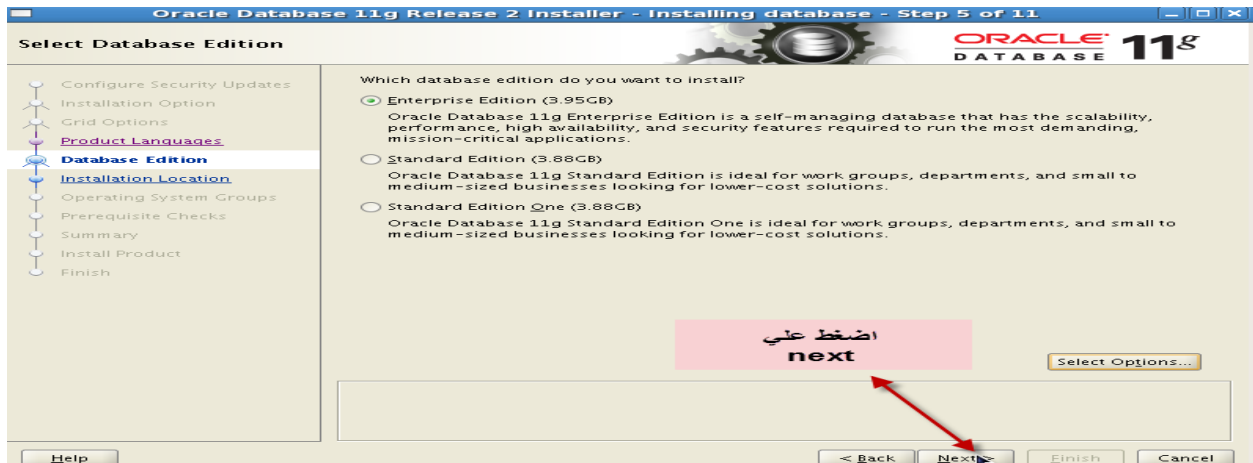 Oracle Database 11g Release 2 Installer - Installing database - Step 5 of 11
Select Database Edition
ORACLE
DATABASE
11g
Configure Security Updates
Installation Option
Grid Options
Product Languages
Database Edition
Installation Location
Operating System Groups
Prerequisite Checks
Summary
Install Product
Finish
Which database edition do you want to install?
Enterprise Edition (3.95GB)
Oracle Database 11g Enterprise Edition is a self-managing database that has the scalability,
performance, high availability, and security features required to run the most demanding,
mission-critical applications.
Standard Edition (3.88GB)
Oracle Database 11g Standard Edition is ideal for work groups, departments, and small to
medium-sized businesses looking for lower-cost solutions.
Standard Edition One (3.88GB)
Oracle Database 11g Standard Edition One is ideal for work groups, departments, and small to
medium-sized businesses looking for lower-cost solutions.
اضغط علي
next
Select Options...
Help
< Back
Next >
Finish
Cancel